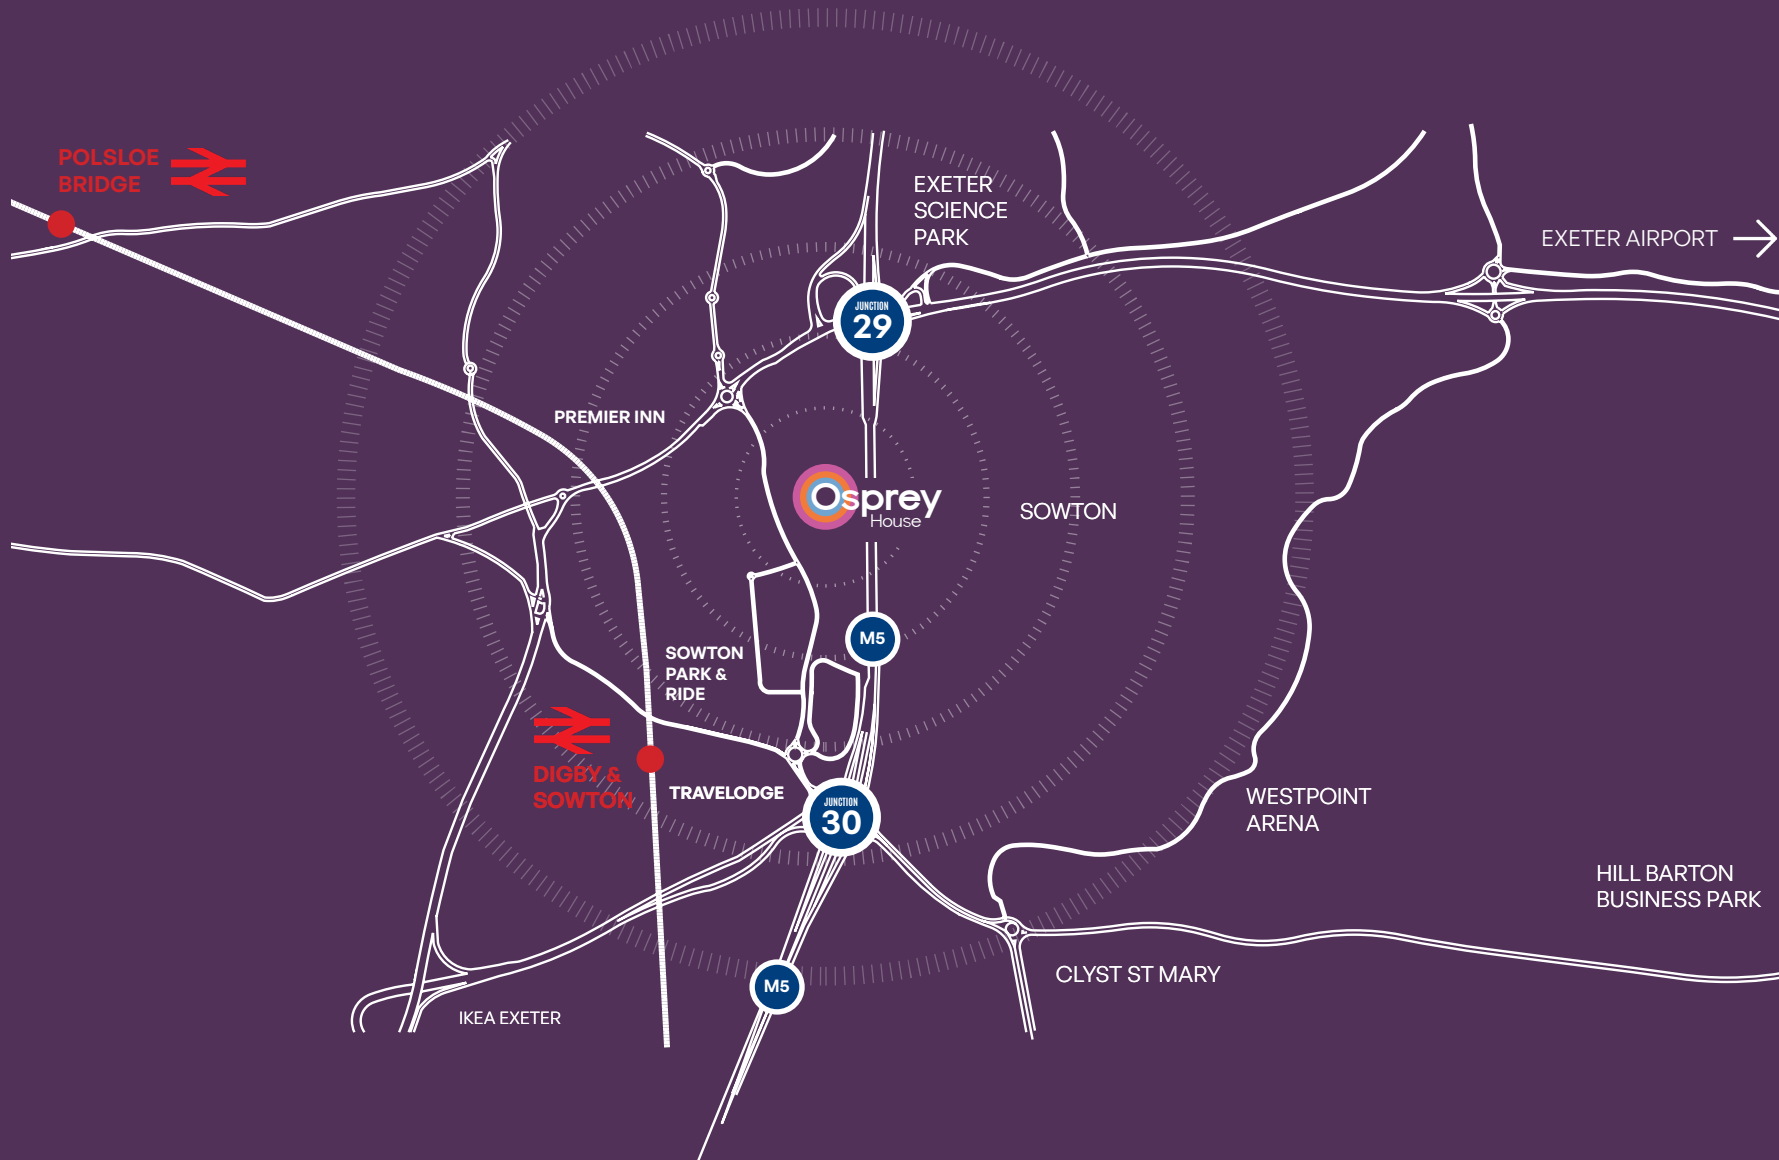 POLSLOE
BRIDGE
EXETER
SCIENCE
PARK
EXETER AIRPORT
JUNCTION
29
PREMIER INN
Osprey
House
SOWTON
M5
SOWTON
PARK &
RIDE
DIGBY &
SOWTON
TRAVELODGE
JUNCTION
30
WESTPOINT
ARENA
HILL BARTON
BUSINESS PARK
CLYST ST MARY
M5
IKEA EXETER